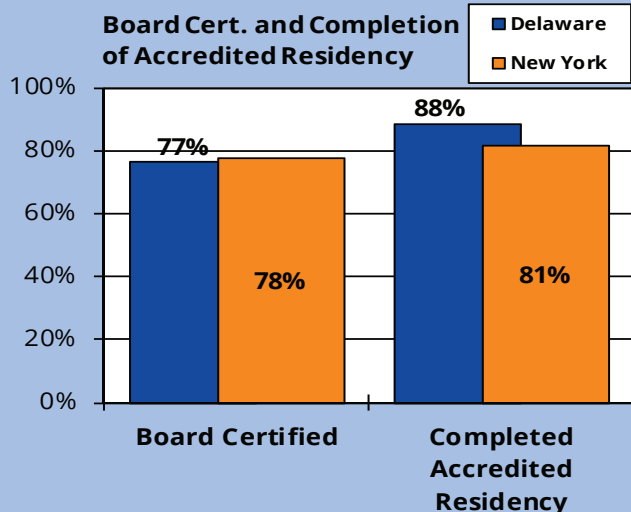 Board Cert. and Completion
of Accredited Residency
Delaware
New York
100%
80%
60%
40%
20%
0%
77%
78%
88%
81%
Board Certified
Completed
Accredited
Residency